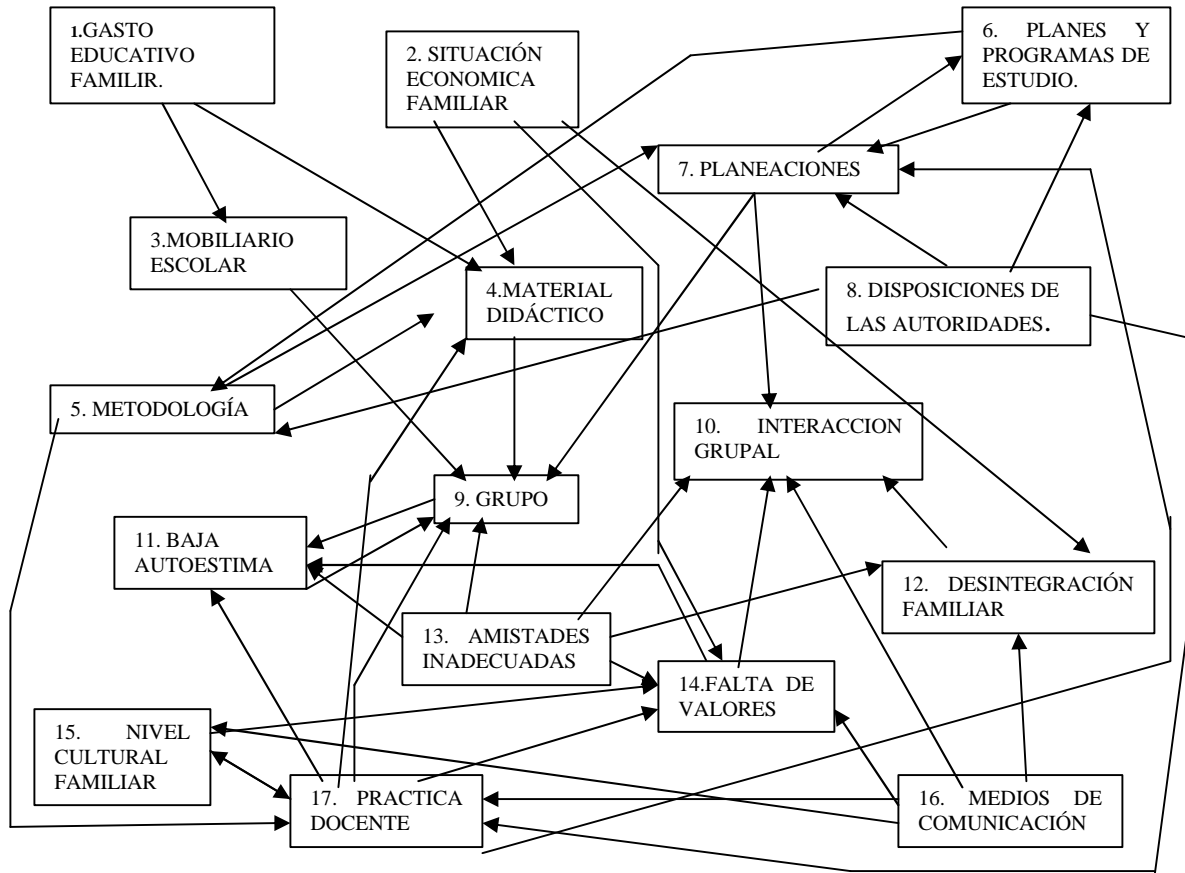 1.GASTO
EDUCATIVO
FAMILIR.
2. SITUACIÓN
ECONOMICA
FAMILIAR
6. PLANES Y
PROGRAMAS DE
ESTUDIO.
7. PLANEACIONES
3.MOBILIARIO
ESCOLAR
4.MATERIAL
DIDÁCTICO
8. DISPOSICIONES DE
LAS AUTORIDADES.
5. METODOLOGÍA
10. INTERACCION
GRUPAL
9. GRUPO
11. BAJA
AUTOESTIMA
12. DESINTEGRACIÓN
FAMILIAR
13. AMISTADES
INADECUADAS
14.FALTA DE
VALORES
15. NIVEL
CULTURAL
FAMILIAR
17. PRACTICA
DOCENTE
16. MEDIOS DE
COMUNICACIÓN